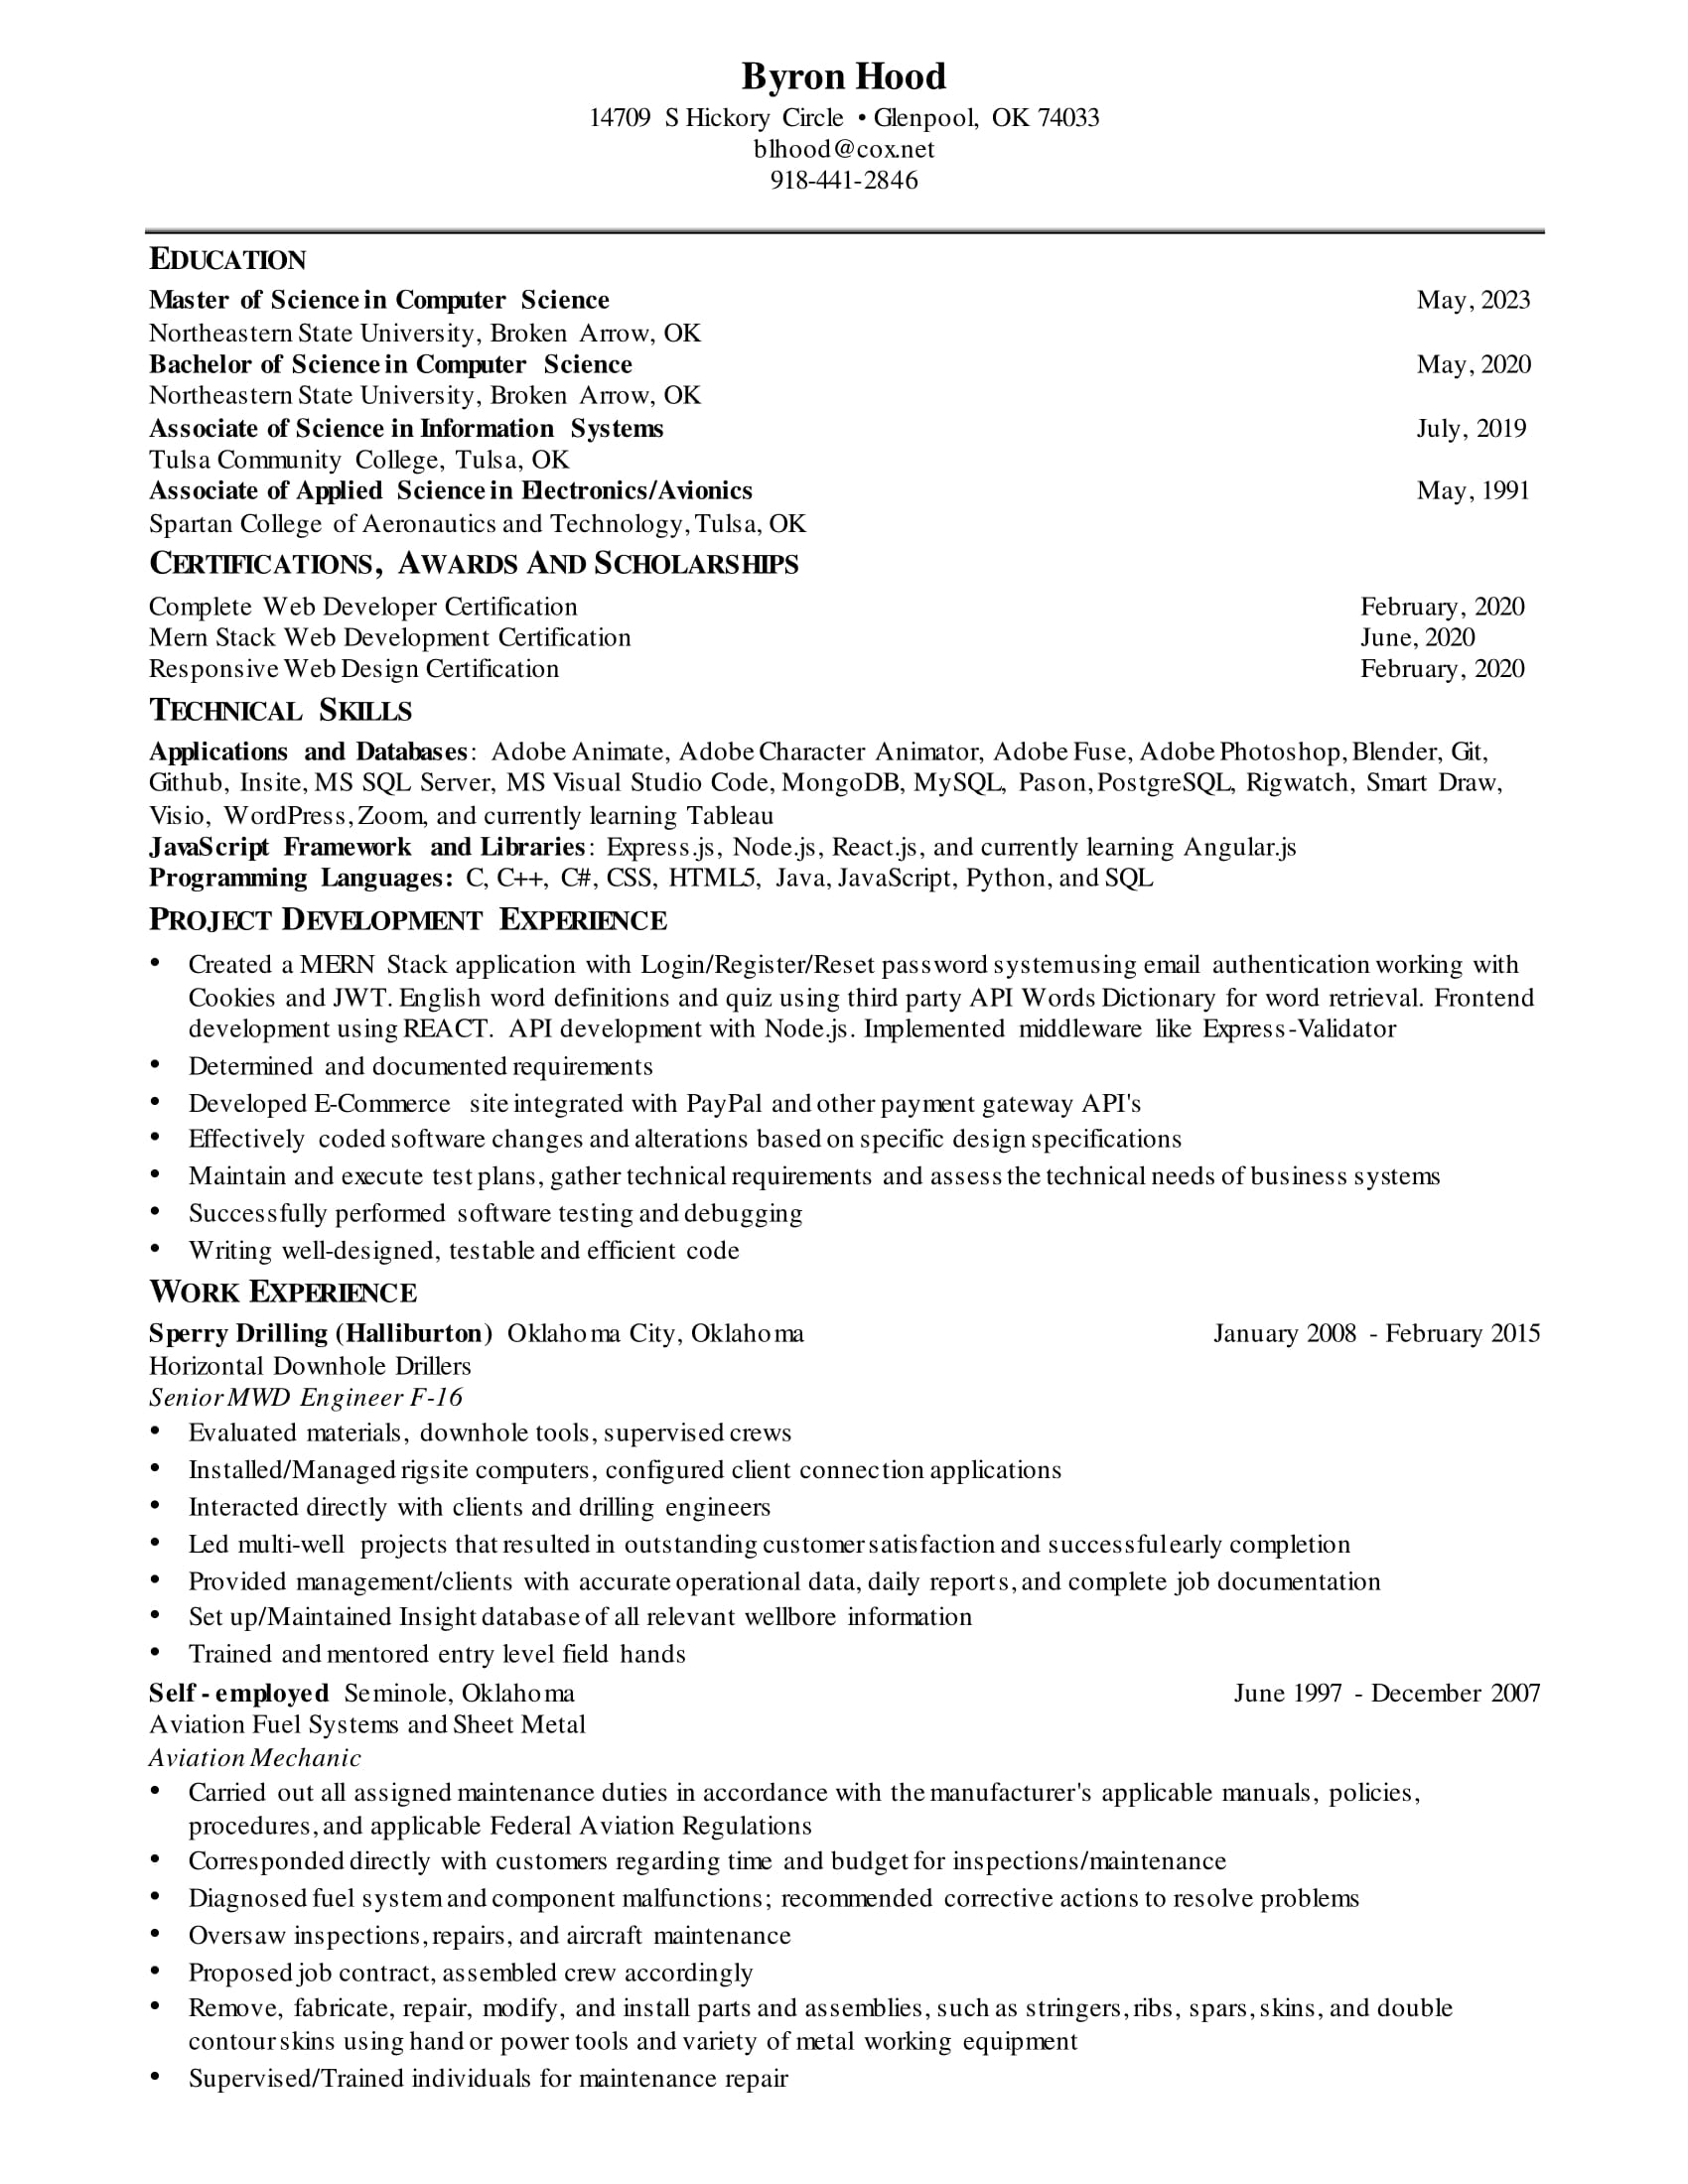 Byron Hood
14709 S Hickory Circle • Glenpool, OK 74033
blhood@cox.net
918-441-2846
EDUCATION
Master of Science in Computer Science May, 2023
Northeastern State University, Broken Arrow, OK
Bachelor of Science in Computer Science May, 2020
Northeastern State University, Broken Arrow, OK
Associate of Science in Information Systems July, 2019
Tulsa Community College, Tulsa, OK
Associate of Applied Science in Electronics/Avionics May, 1991
Spartan College of Aeronautics and Technology, Tulsa, OK
CERTIFICATIONS, AWARDS AND SCHOLARSHIPS
Complete Web Developer Certification February, 2020
Mern Stack Web Development Certification June, 2020
Responsive Web Design Certification February, 2020
TECHNICAL SKILLS
Applications and Databases: Adobe Animate, Adobe Character Animator, Adobe Fuse, Adobe Photoshop, Blender, Git,
Github, Insite, MS SQL Server, MS Visual Studio Code, MongoDB, MySQL, Pason, PostgreSQL, Rigwatch, Smart Draw,
Visio, WordPress, Zoom, and currently learning Tableau
JavaScript Framework and Libraries: Express.js, Node.js, React.js, and currently learning Angular.js
Programming Languages: C, C++, C#, CSS, HTML5, Java, JavaScript, Python, and SQL
PROJECT DEVELOPMENT EXPERIENCE
• Created a MERN Stack application with Login/Register/Reset password system using email authentication working with
Cookies and JWT. English word definitions and quiz using third party API Words Dictionary for word retrieval. Frontend
development using REACT. API development with Node.js. Implemented middleware like Express-Validator
• Determined and documented requirements
• Developed E-Commerce site integrated with PayPal and other payment gateway API's
• Effectively coded software changes and alterations based on specific design specifications
• Maintain and execute test plans, gather technical requirements and assess the technical needs of business systems
• Successfully performed software testing and debugging
• Writing well-designed, testable and efficient code
WORK EXPERIENCE
Sperry Drilling (Halliburton) Oklahoma City, Oklahoma January 2008 - February 2015
Horizontal Downhole Drillers
Senior MWD Engineer F-16
• Evaluated materials, downhole tools, supervised crews
• Installed/Managed rigsite computers, configured client connection applications
• Interacted directly with clients and drilling engineers
• Led multi-well projects that resulted in outstanding customer satisfaction and successful early completion
• Provided management/clients with accurate operational data, daily reports, and complete job documentation
• Set up/Maintained Insight database of all relevant wellbore information
• Trained and mentored entry level field hands
Self - employed Seminole, Oklahoma June 1997 - December 2007
Aviation Fuel Systems and Sheet Metal
Aviation Mechanic
• Carried out all assigned maintenance duties in accordance with the manufacturer's applicable manuals, policies,
procedures, and applicable Federal Aviation Regulations
• Corresponded directly with customers regarding time and budget for inspections/maintenance
• Diagnosed fuel system and component malfunctions; recommended corrective actions to resolve problems
• Oversaw inspections, repairs, and aircraft maintenance
• Proposed job contract, assembled crew accordingly
• Remove, fabricate, repair, modify, and install parts and assemblies, such as stringers, ribs, spars, skins, and double
contour skins using hand or power tools and variety of metal working equipment
• Supervised/Trained individuals for maintenance repair